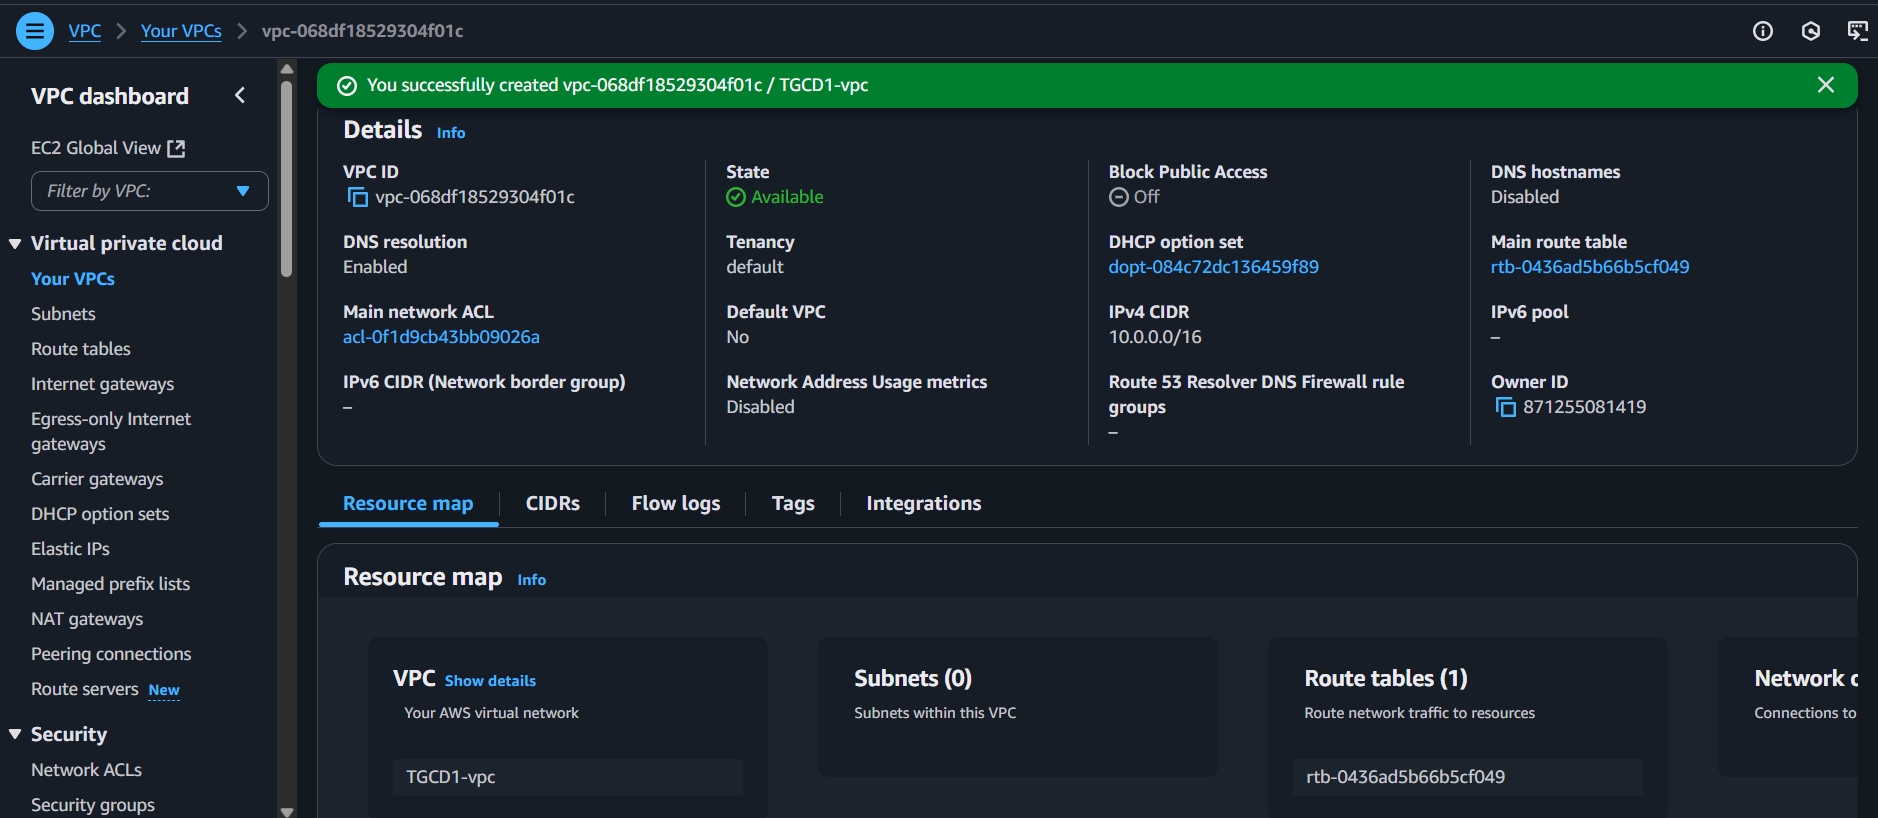 VPC > Your VPCs > vpc-068df18529304f01c
VPC dashboard
EC2 Global View
Filter by VPC:
Virtual private cloud
Your VPCs
Subnets
Route tables
Internet gateways
Egress-only Internet
gateways
Carrier gateways
DHCP option sets
Elastic IPs
Managed prefix lists
NAT gateways
Peering connections
Route servers New
Security
Network ACLs
Security groups
You successfully created vpc-068df18529304f01c / TGCD1-vpc
Details Info
VPC ID
vpc-068df18529304f01c
State
Available
Block Public Access
Off
DNS hostnames
Disabled
DNS resolution
Enabled
Tenancy
default
DHCP option set
dopt-084c72dc136459f89
Main route table
rtb-0436ad5b66b5cf049
Main network ACL
acl-0f1d9cb43bb09026a
Default VPC
No
IPv4 CIDR
10.0.0.0/16
IPv6 pool
–
IPv6 CIDR (Network border group)
–
Network Address Usage metrics
Disabled
Route 53 Resolver DNS Firewall rule
groups
–
Owner ID
871255081419
Resource map
CIDRs
Flow logs
Tags
Integrations
Resource map Info
VPC Show details
Your AWS virtual network
TGCD1-vpc
Subnets (0)
Subnets within this VPC
Route tables (1)
Route network traffic to resources
rtb-0436ad5b66b5cf049
Network
Connections to